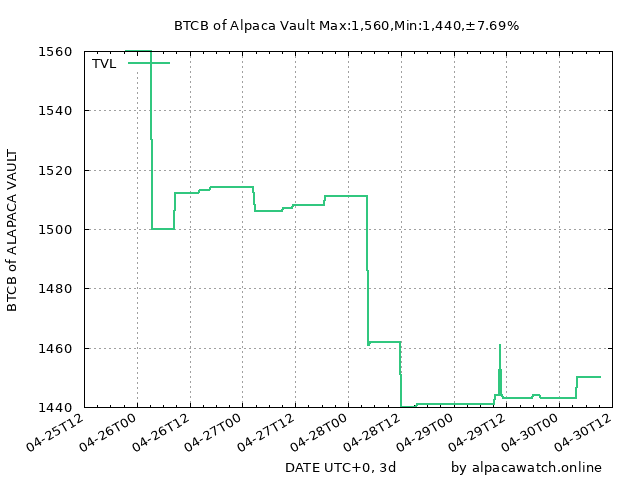 BTCB of Alpaca Vault Max:1,560,Min:1,440,±7.69%
TVL
BTCB of ALAPACA VAULT
1560
1540
1520
1500
1480
1460
1440
04-25T12
04-26T00
04-26T12
04-27T00
04-27T12
04-28T00
04-28T12
04-29T00
04-29T12
04-30T00
04-30T12
DATE UTC+0, 3d
by alpacawatch.online